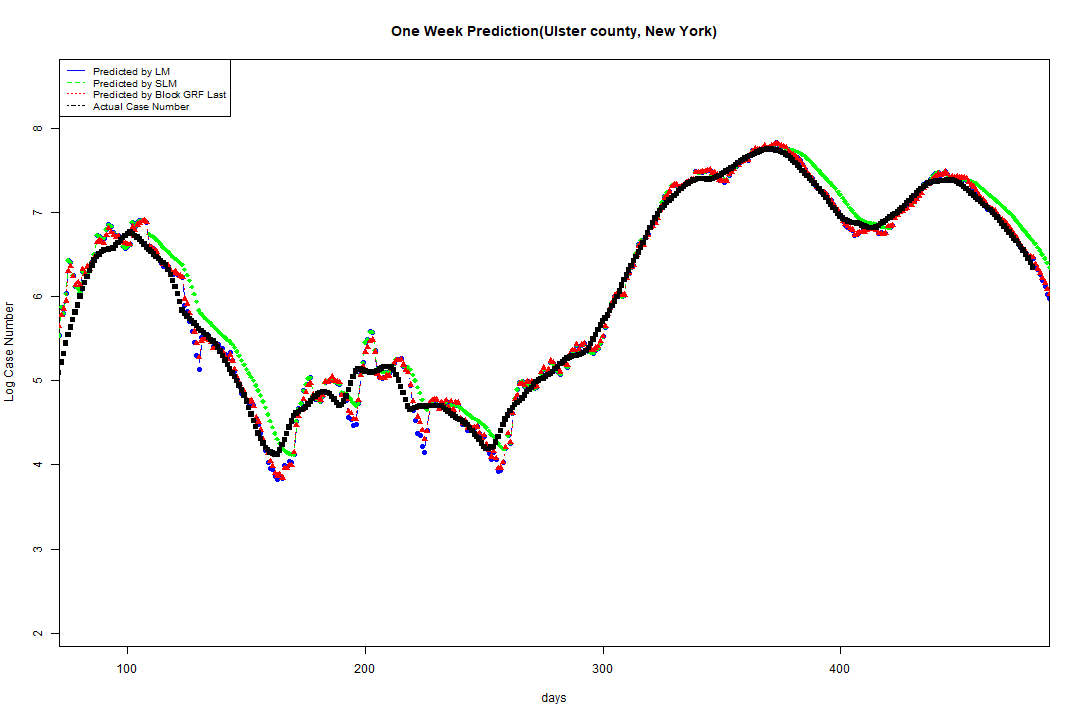 One Week Prediction(Ulster county, New York)
Predicted by LM
Predicted by SLM
Predicted by Block GRF Last
Actual Case Number
Log Case Number
8
7
6
5
4
3
2
100 200 300 400
days